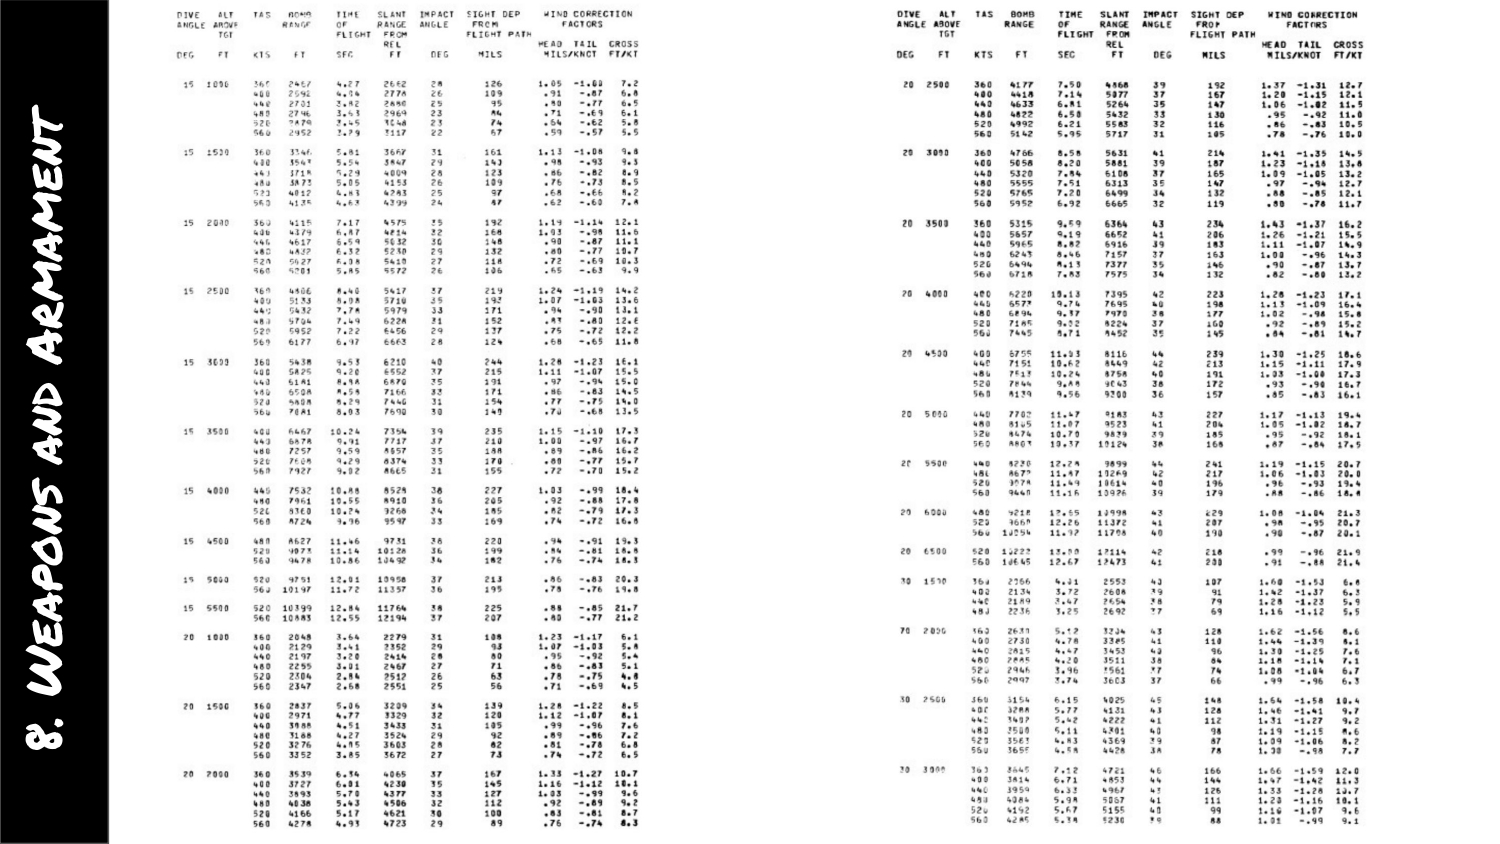 8. WEAPONS AND ARMAMENT
DIVE ALT TAS BOMB TIME SLANT IMPACT SIGHT DEP WIND CORRECTION
ANGLE ABOVE RANGE OF RANGE ANGLE FROM FACTORS
TGT FLIGHT FROM FLIGHT PATH
REL HEAD TAIL CROSS
DEG FT KTS FT SEC FT DEG MILS MILS/KNOT FT/KT
15 1000 360 2467 4.27 2662 28 126 1.05 -1.00 7.2
400 2592 2778 26 109 .91 -.87 6.8
440 2701 3.82 2880 25 95 .80 -.77 6.5
480 2796 3.63 2969 23 84 .71 -.69 6.1
520 2879 3.45 3048 23 74 .64 -.62 5.8
560 2952 3117 22 67 .59 -.57 5.5
15 1500 360 3346 5.81 3667 31 161 1.13 -1.08 9.8
400 5.54 3847 29 143 .98 -.93 9.3
440 3718 5.29 4009 28 123 .86 -.82 8.9
480 3873 5.05 4153 26 109 .76 -.73 8.5
520 4012 4.83 4283 25 97 .68 -.66 8.2
560 4135 4.63 4399 24 87 .62 -.60 7.8
15 2000 360 4115 7.17 4575 35 192 1.19 -1.14 12.1
400 4379 6.87 4814 32 168 1.03 -.98 11.6
440 4617 6.59 5032 30 148 .90 -.87 11.1
480 4832 6.32 5230 29 132 .80 -.77 10.7
520 5027 6.08 5410 27 118 .72 -.69 10.3
560 5201 5.85 5572 26 106 .65 -.63 9.9
15 2500 360 4806 8.40 5417 37 219 1.24 -1.19 14.2
400 5133 8.08 5710 35 192 1.07 -1.03 13.6
440 5432 7.78 5979 33 171 .94 -.90 13.1
480 5704 7.49 6228 31 152 .83 -.80 12.6
520 5952 7.22 6456 29 137 .75 -.72 12.2
560 6177 6.97 6663 28 124 .68 -.65 11.8
15 3000 360 5438 9.53 6210 40 244 1.28 -1.23 16.1
400 5825 9.20 6552 37 215 1.11 -1.07 15.5
440 6181 8.88 6870 35 191 .97 -.94 15.0
480 6508 8.58 7166 33 171 .86 -.83 14.5
520 6808 8.29 7440 31 154 .77 -.75 14.0
560 7081 8.03 7690 30 140 .70 -.68 13.5
15 3500 400 6467 10.24 7354 39 235 1.15 -1.10 17.3
440 6878 9.91 7717 37 210 1.00 -.97 16.7
480 7257 9.59 8057 35 188 .89 -.86 16.2
520 7608 9.29 8374 33 170 .80 -.77 15.7
560 7927 9.02 8665 31 155 .72 -.70 15.2
15 4000 440 7532 10.88 8528 38 227 1.03 -.99 18.4
480 7961 10.55 8910 36 205 .92 -.88 17.8
520 8360 10.24 9268 34 185 .82 -.79 17.3
560 8724 9.96 9597 33 169 .74 -.72 16.8
15 4500 480 8627 11.46 9731 38 220 .94 -.91 19.3
520 9073 11.14 10128 36 199 .84 -.81 18.8
560 9478 10.86 10492 34 182 .76 -.74 18.3
15 5000 520 9751 12.01 10958 37 213 .86 -.83 20.3
560 10197 11.72 11357 36 195 .78 -.76 19.8
15 5500 520 10399 12.84 11764 38 225 .88 -.85 21.7
560 10883 12.55 12194 37 207 .80 -.77 21.2
20 1000 360 2048 3.64 2279 31 108 1.23 -1.17 6.1
400 2129 3.41 2352 29 93 1.07 -1.03 5.8
440 2197 3.20 2414 28 80 .95 -.92 5.4
480 2255 3.01 2467 27 71 .86 -.83 5.1
520 2304 2.84 2512 26 63 .78 -.75 4.8
560 2347 2.68 2551 25 56 .71 -.69 4.5
20 1500 360 2837 5.06 3209 34 139 1.28 -1.22 8.5
400 2971 4.77 3329 32 120 1.12 -1.07 8.1
440 3088 4.51 3433 31 105 .99 -.96 7.6
480 3188 4.27 3524 29 92 .89 -.86 7.2
520 3276 4.05 3603 28 82 .81 -.78 6.8
560 3352 3.85 3672 27 73 .74 -.72 6.5
20 2000 360 3539 6.34 4065 37 167 1.33 -1.27 10.7
400 3727 6.01 4230 35 145 1.16 -1.12 10.1
440 3893 5.70 4377 33 127 1.03 -.99 9.6
480 4038 5.43 4506 32 112 .92 -.89 9.2
520 4166 5.17 4621 30 100 .83 -.81 8.7
560 4278 4.93 4723 29 89 .76 -.74 8.3
DIVE ALT TAS BOMB TIME SLANT IMPACT SIGHT DEP WIND CORRECTION
ANGLE ABOVE RANGE OF RANGE ANGLE FROM FACTORS
TGT FLIGHT FROM FLIGHT PATH
REL HEAD TAIL CROSS
DEG FT KTS FT SEC FT DEG MILS MILS/KNOT FT/KT
20 2500 360 4177 7.50 4868 39 192 1.37 -1.31 12.7
400 4418 7.14 5077 37 167 1.20 -1.15 12.1
440 4633 6.81 5264 35 147 1.06 -1.02 11.5
480 4822 6.50 5432 33 130 .95 -.92 11.0
520 4992 6.21 5583 32 116 .86 -.83 10.5
560 5142 5.95 5717 31 105 .78 -.76 10.0
20 3000 360 4766 8.58 5631 41 214 1.41 -1.35 14.5
400 5058 8.20 5881 39 187 1.23 -1.18 13.8
440 5320 7.84 6108 37 165 1.09 -1.05 13.2
480 5555 7.51 6313 35 147 .97 -.94 12.7
520 5765 7.20 6499 34 132 .88 -.85 12.1
560 5952 6.92 6665 32 119 .80 -.78 11.7
20 3500 360 5315 9.59 6364 43 234 1.43 -1.37 16.2
400 5657 9.19 6652 41 206 1.26 -1.21 15.5
440 5965 8.82 6916 39 183 1.11 -1.07 14.9
480 6243 8.46 7157 37 163 1.00 -.96 14.3
520 6494 8.13 7377 35 146 .90 -.87 13.7
560 6718 7.83 7575 34 132 .82 -.80 13.2
20 4000 400 6220 10.13 7395 42 223 1.28 -1.23 17.1
440 6573 9.74 7695 40 198 1.13 -1.09 16.4
480 6894 9.37 7970 38 177 1.02 -.98 15.8
520 7185 9.02 8224 37 160 .92 -.89 15.2
560 7445 8.71 8452 35 145 .84 -.81 14.7
20 4500 400 6755 11.03 8116 44 239 1.30 -1.25 18.6
440 7151 10.62 8449 42 213 1.15 -1.11 17.9
480 7513 10.24 8758 40 191 1.03 -1.00 17.3
520 7844 9.88 9043 38 172 .93 -.90 16.7
560 8139 9.56 9300 36 157 .85 -.83 16.1
20 5000 440 7702 11.47 9183 43 227 1.17 -1.13 19.4
480 8105 11.07 9523 41 204 1.05 -1.02 18.7
520 8474 10.70 9839 39 185 .95 -.92 18.1
560 8803 10.37 10124 38 168 .87 -.84 17.5
20 5500 440 8230 12.28 9899 44 241 1.19 -1.15 20.7
480 8672 11.87 10269 42 217 1.06 -1.03 20.0
520 9078 11.49 10614 40 196 .96 -.93 19.4
560 9440 11.16 10926 39 179 .88 -.86 18.8
20 6000 480 9218 12.65 10998 43 229 1.08 -1.04 21.3
520 9660 12.26 11372 41 207 .98 -.95 20.7
560 10054 11.92 11708 40 190 .90 -.87 20.1
20 6500 520 10222 13.00 12114 42 218 .99 -.96 21.9
560 10645 12.67 12473 41 200 .91 -.88 21.4
30 1500 360 2066 4.01 2553 43 107 1.60 -1.53 6.8
400 2134 3.72 2608 39 91 1.42 -1.37 6.3
440 2189 3.47 2654 38 79 1.28 -1.23 5.9
480 2236 3.25 2692 37 69 1.16 -1.12 5.5
2000 360 2630 5.12 3304 43 128 1.62 -1.56 8.6
400 2730 4.78 3385 41 110 1.44 -1.39 8.1
440 2815 4.47 3453 40 96 1.30 -1.25 7.6
480 2885 4.20 3511 38 84 1.18 -1.14 7.1
520 2946 3.96 3561 37 74 1.08 -1.04 6.7
560 2997 3.74 3603 37 66 .99 -.96 6.3
30 2500 360 3154 6.15 4025 45 148 1.64 -1.58 10.4
400 3288 5.77 4131 43 128 1.46 -1.41 9.7
440 3402 5.42 4222 41 112 1.31 -1.27 9.2
480 3500 5.11 4301 40 98 1.19 -1.15 8.6
520 3583 4.83 4369 39 87 1.09 -1.06 8.2
560 3655 4.58 4428 38 78 -.98 7.7
30 3000 360 3645 7.12 4721 46 166 1.66 -1.59 12.0
400 3814 6.71 4853 44 144 1.47 -1.42 11.3
440 3959 6.33 4967 43 126 1.33 -1.28 10.7
480 4084 5.98 5067 41 111 1.20 -1.16 10.1
520 4192 5.67 5155 40 99 1.10 -1.07 9.6
560 4285 5.38 5230 39 88 1.01 -.99 9.1